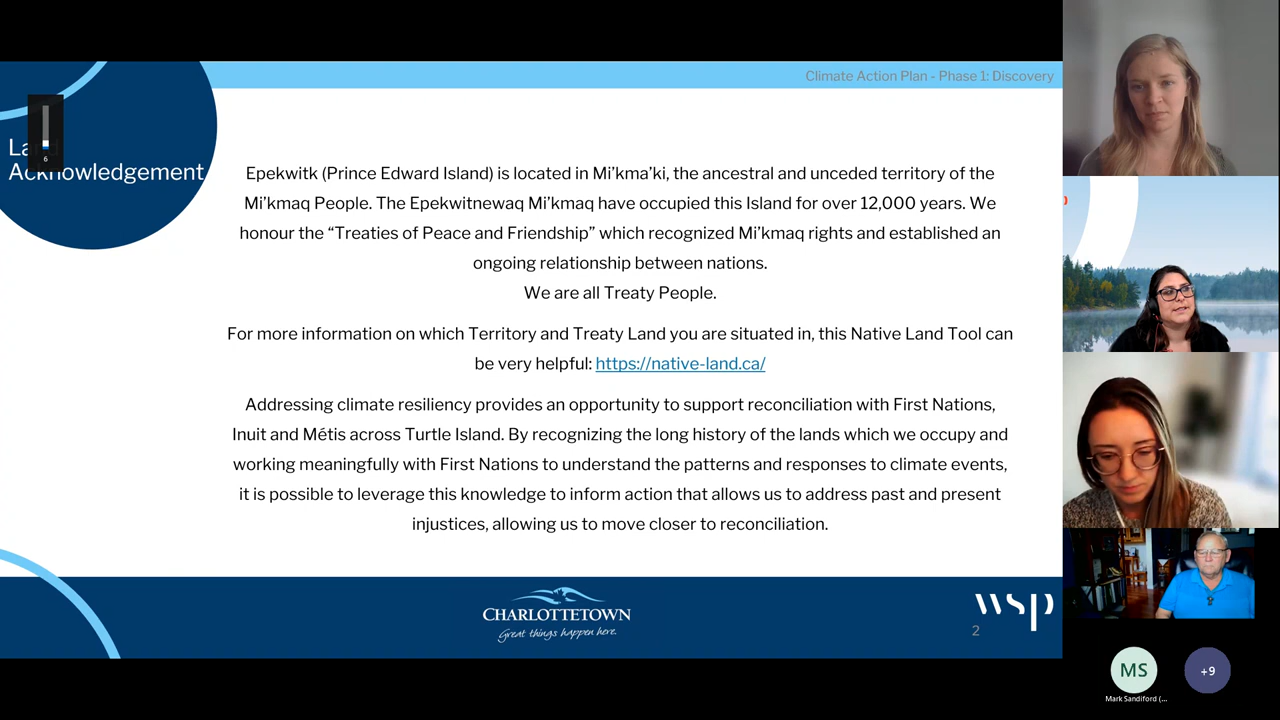 Climate Action Plan - Phase 1: Discovery
6
La
Acknowledgement
Epekwitk (Prince Edward Island) is located in Mi’kma’ki, the ancestral and unceded territory of the
Mi’kmaq People. The Epekwitnewaq Mi’kmaq have occupied this Island for over 12,000 years. We
honour the “Treaties of Peace and Friendship” which recognized Mi’kmaq rights and established an
ongoing relationship between nations.
We are all Treaty People.
For more information on which Territory and Treaty Land you are situated in, this Native Land Tool can
be very helpful: https://native-land.ca/
Addressing climate resiliency provides an opportunity to support reconciliation with First Nations,
Inuit and Métis across Turtle Island. By recognizing the long history of the lands which we occupy and
working meaningfully with First Nations to understand the patterns and responses to climate events,
it is possible to leverage this knowledge to inform action that allows us to address past and present
injustices, allowing us to move closer to reconciliation.
CHARLOTTETOWN
Great things happen here.
wsp
2
MS
Mark Sandiford (...
+9